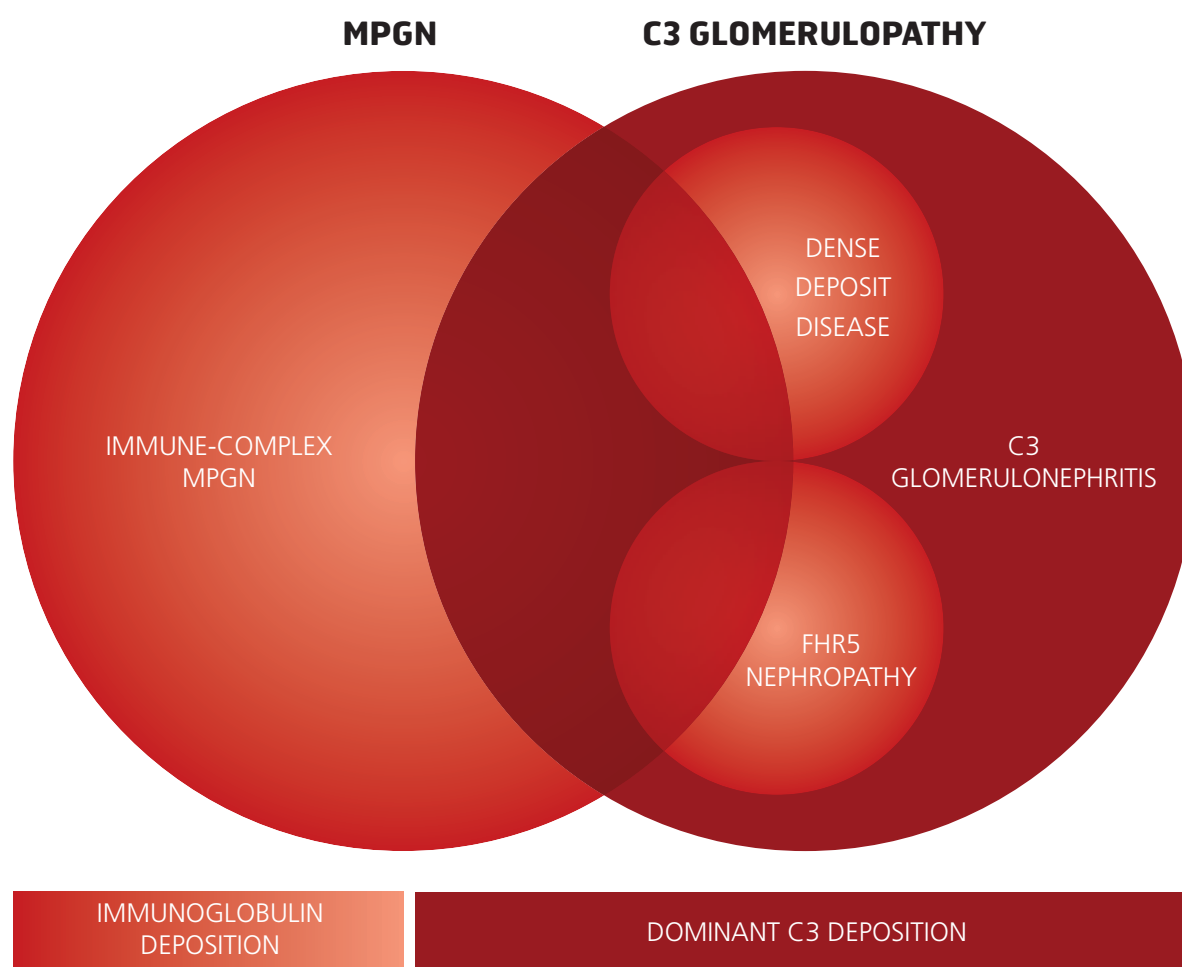 MPGN
C3 GLOMERULOPATHY
DENSE
DEPOSIT
DISEASE
IMMUNE-COMPLEX
MPGN
C3
GLOMERULONEPHRITIS
FHR5
NEPHROPATHY
IMMUNOGLOBULIN
DEPOSITION
DOMINANT C3 DEPOSITION